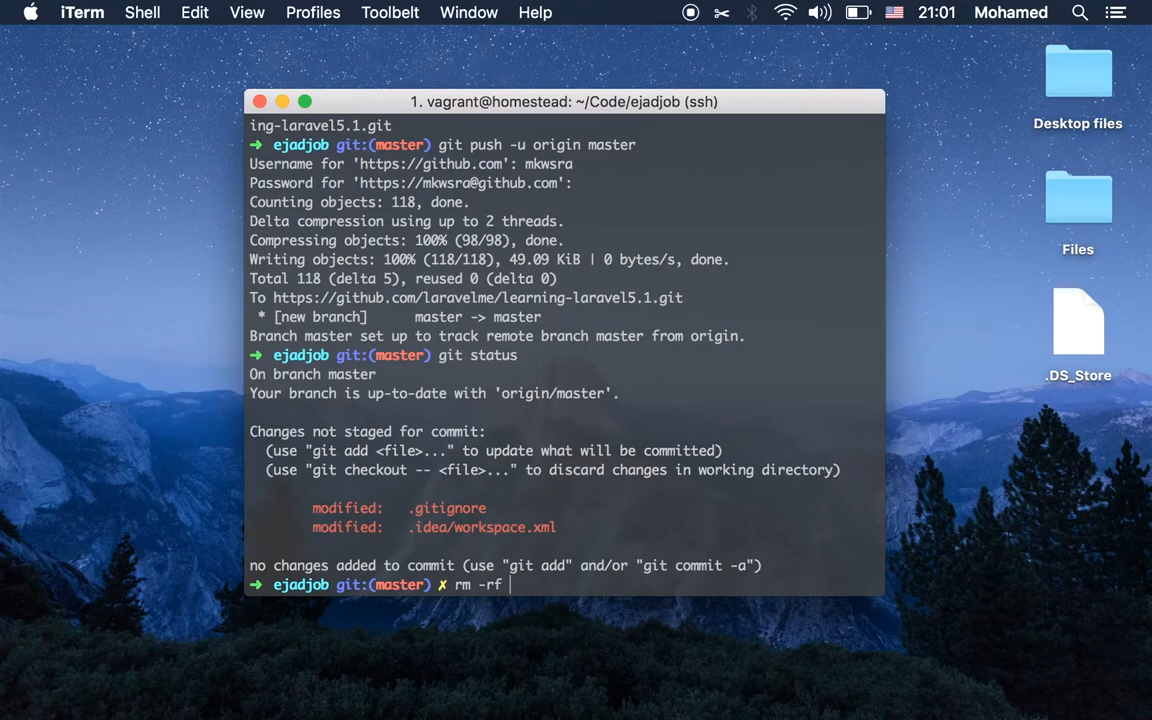 iTerm Shell Edit View Profiles Toolbelt Window Help 21:01 Mohamed
Desktop files
Files
.DS_Store
1. vagrant@homestead: ~/Code/ejadjob (ssh)
ing-laravel5.1.git
➜ ejadjob git:(master) git push -u origin master
Username for 'https://github.com': mkwsra
Password for 'https://mkwsra@github.com':
Counting objects: 118, done.
Delta compression using up to 2 threads.
Compressing objects: 100% (98/98), done.
Writing objects: 100% (118/118), 49.09 KiB | 0 bytes/s, done.
Total 118 (delta 5), reused 0 (delta 0)
To https://github.com/laravelme/learning-laravel5.1.git
* [new branch] master -> master
Branch master set up to track remote branch master from origin.
➜ ejadjob git:(master) git status
On branch master
Your branch is up-to-date with 'origin/master'.
Changes not staged for commit:
(use "git add <file>..." to update what will be committed)
(use "git checkout -- <file>..." to discard changes in working directory)
modified: .gitignore
modified: .idea/workspace.xml
no changes added to commit (use "git add" and/or "git commit -a")
➜ ejadjob git:(master) ✗ rm -rf